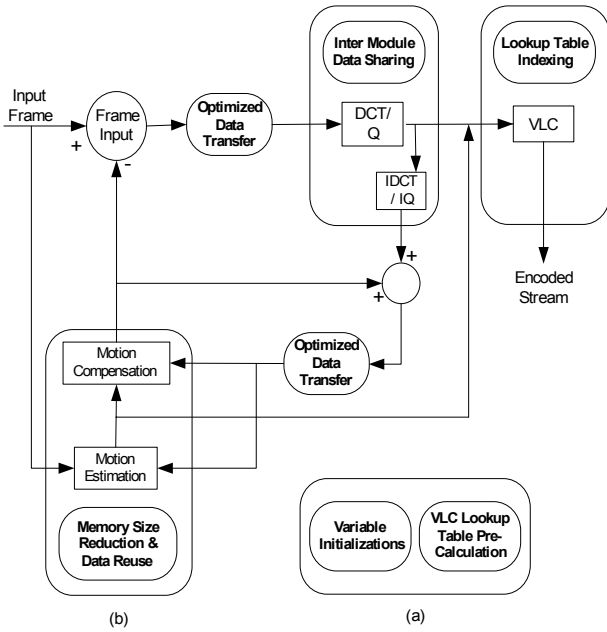 Inter Module
Data Sharing
Lookup Table
Indexing
Input
Frame
Frame
Input
+
-
Optimized
Data
Transfer
DCT/
Q
VLC
IDCT
/ IQ
+
+
Encoded
Stream
Motion
Compensation
Optimized
Data
Transfer
Motion
Estimation
Memory Size
Reduction &
Data Reuse
Variable
Initializations
VLC Lookup
Table Pre-
Calculation
(b)
(a)